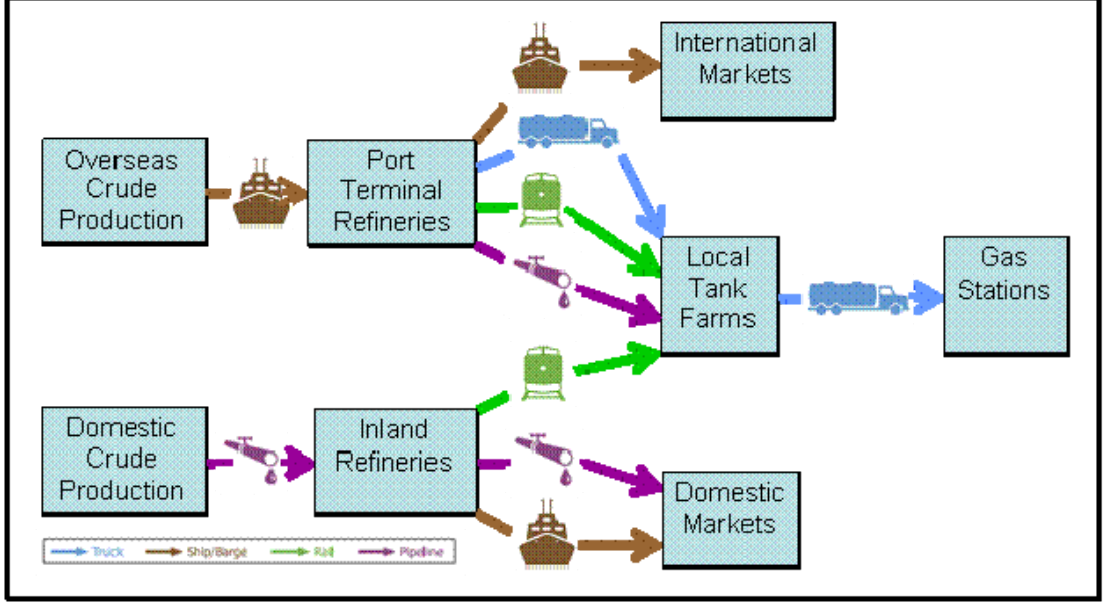 International
Markets
Overseas
Crude
Production
Port
Terminal
Refineries
Local
Tank
Farms
Gas
Stations
Domestic
Crude
Production
Inland
Refineries
Domestic
Markets
Truck Ship/Barge Rail Pipeline